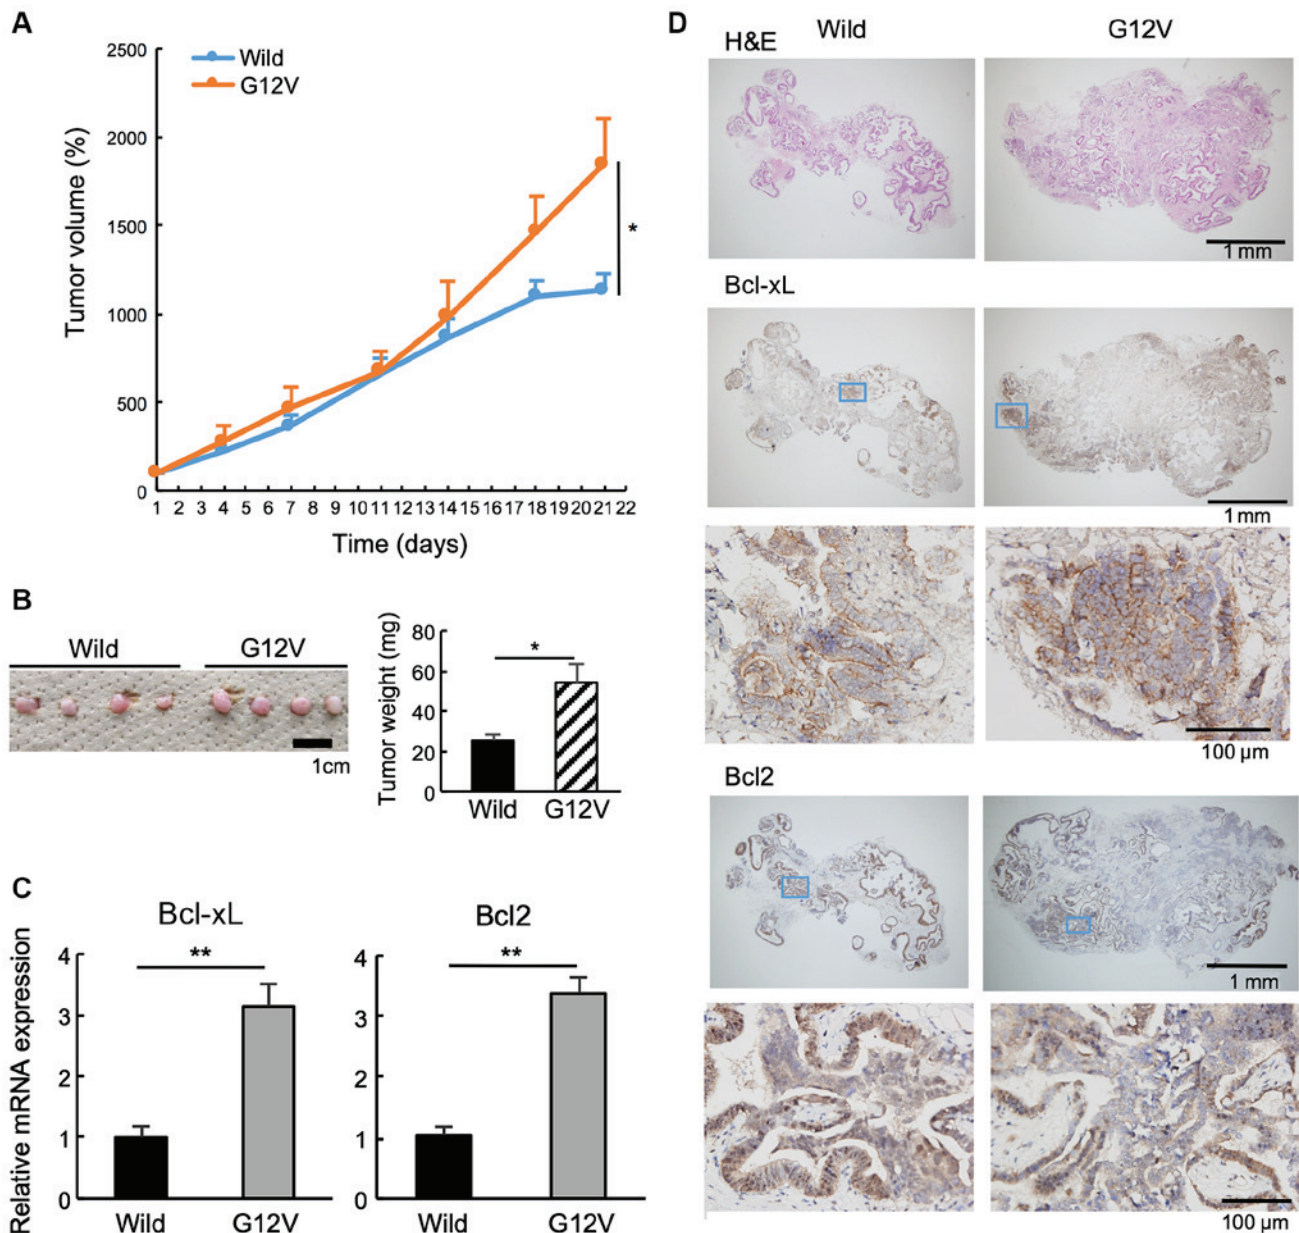 A
2500
2000
1500
1000
500
0
Tumor volume (%)
Wild
G12V
*
1 2 3 4 5 6 7 8 9 10 11 12 13 14 15 16 17 18 19 20 21 22
Time (days)
B
Wild G12V
1cm
Tumor weight (mg)
80
60
40
20
0
*
Wild G12V
C
Relative mRNA expression
Bcl-xL
**
4
3
2
1
0
Wild G12V
Bcl2
**
4
3
2
1
0
Wild G12V
D
Wild G12V
H&E
1 mm
Bcl-xL
1 mm
100 µm
Bcl2
1 mm
100 µm